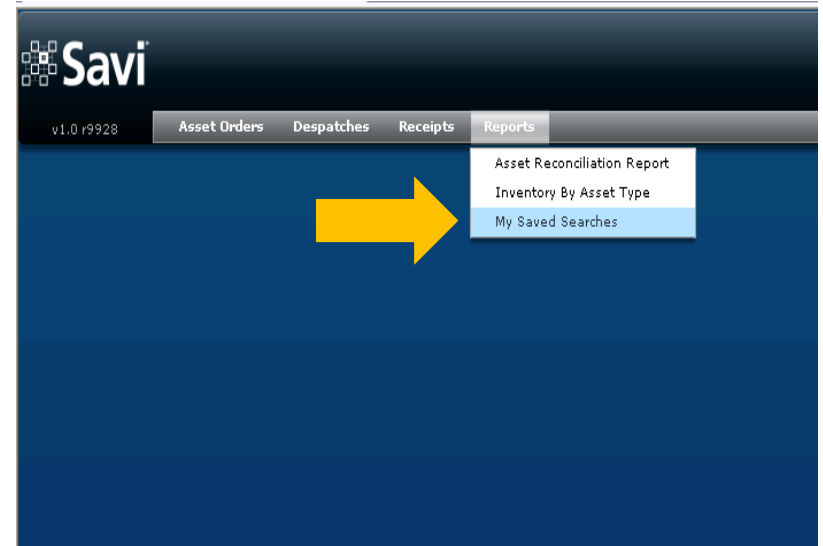 Savi
v1.0 r9928
Asset Orders Despatches Receipts Reports
Asset Reconciliation Report
Inventory By Asset Type
My Saved Searches